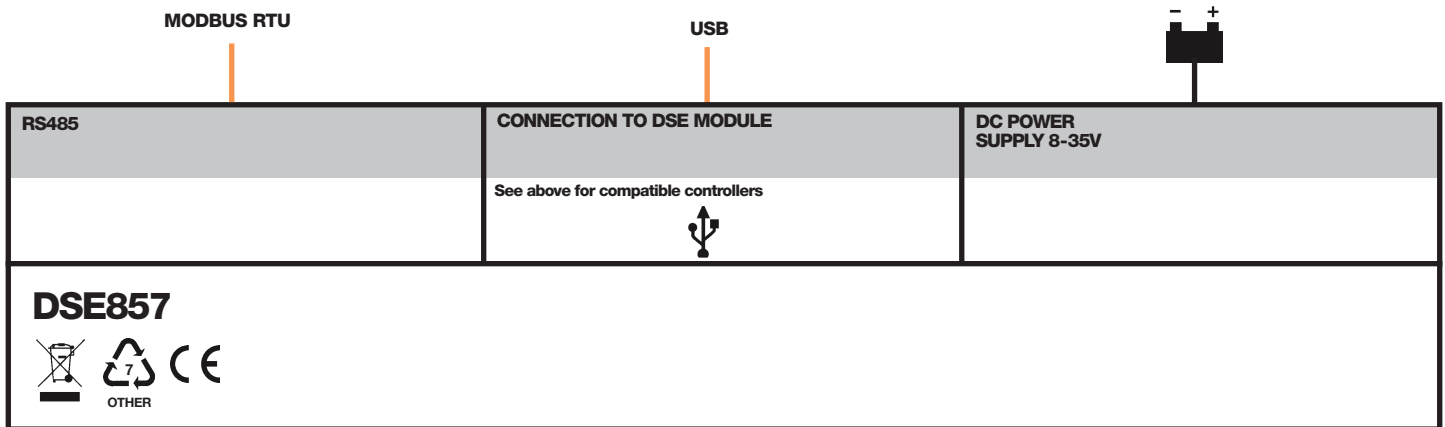 MODBUS RTU
USB
- +
RS485
CONNECTION TO DSE MODULE
DC POWER
SUPPLY 8-35V
See above for compatible controllers
DSE857
7
CE
OTHER